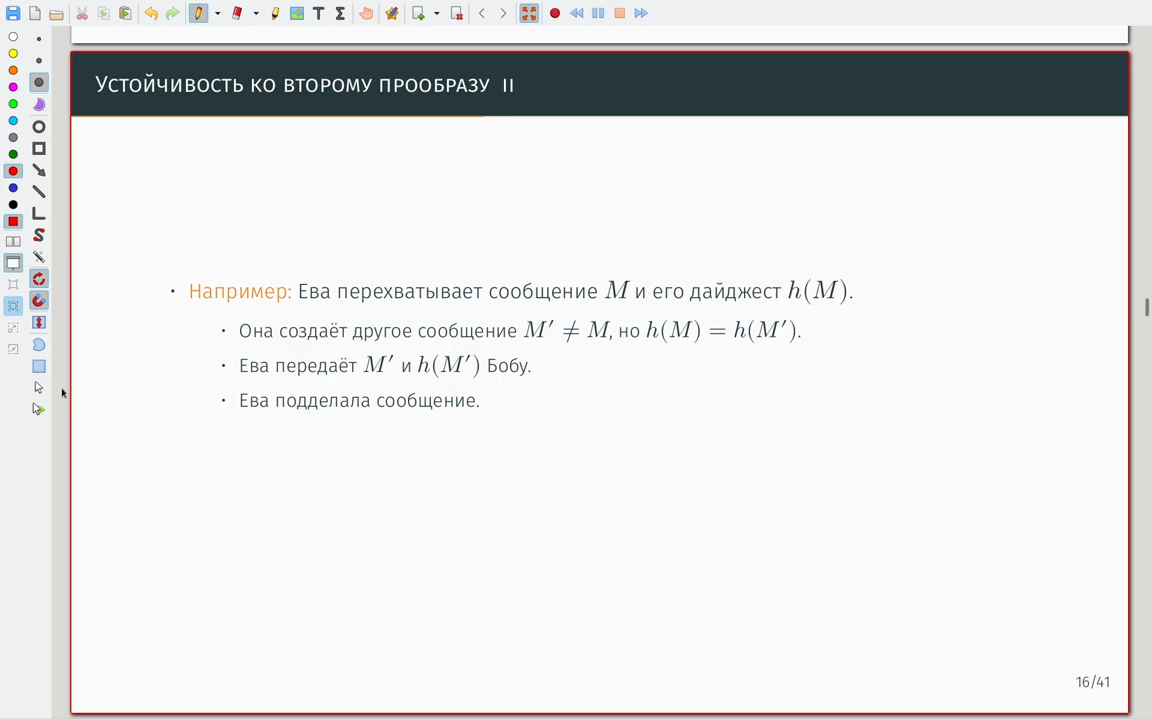 Устойчивость ко второму прообразу II
• Например: Ева перехватывает сообщение M и его дайджест h(M).
• Она создаёт другое сообщение M′ ≠ M, но h(M) = h(M′).
• Ева передаёт M′ и h(M′) Бобу.
• Ева подделала сообщение.
16/41